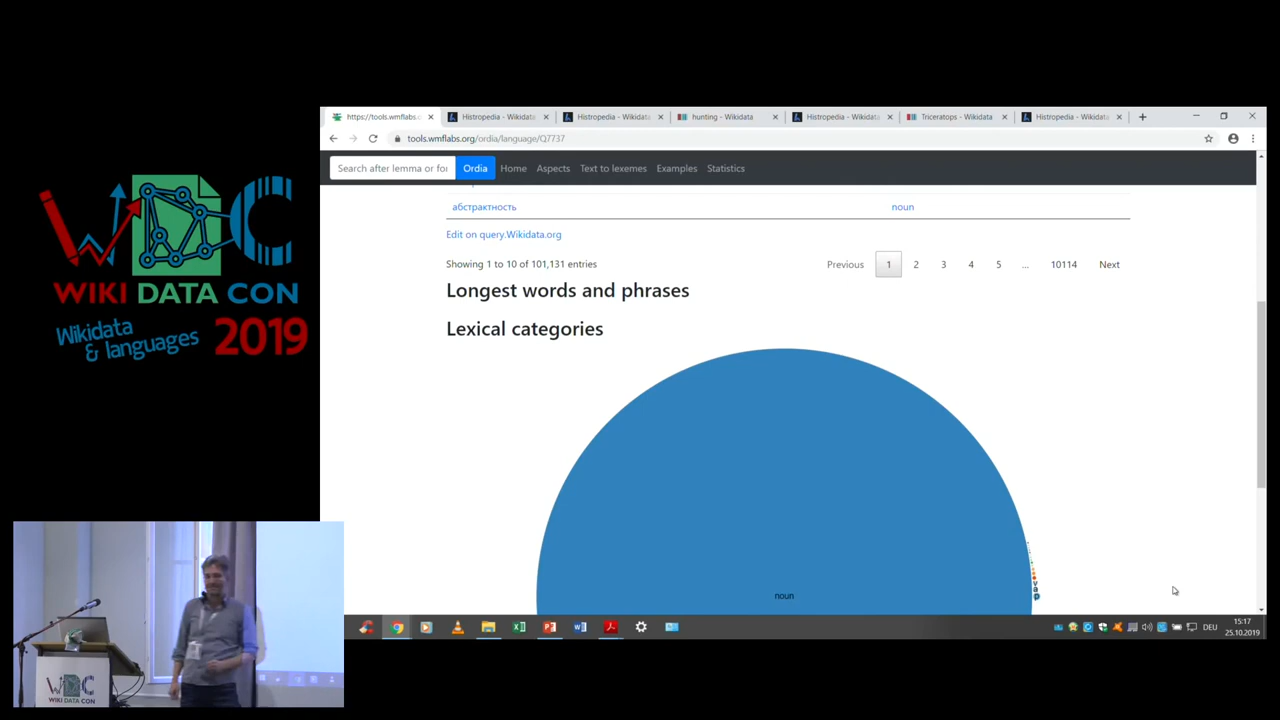 https://tools.wmflabs.o
Histropedia - Wikidata
Histropedia - Wikidata
hunting - Wikidata
Histropedia - Wikidata
Triceratops - Wikidata
Histropedia - Wikidata
tools.wmflabs.org/ordia/language/Q7737
Search after lemma or for
Ordia
Home
Aspects
Text to lexemes
Examples
Statistics
абстрактность
noun
Edit on query.Wikidata.org
Showing 1 to 10 of 101,131 entries
Previous
1
2
3
4
5
...
10114
Next
Longest words and phrases
Lexical categories
noun
DEU
15:17
25.10.2019
WIKI DATA CON
Wikidata
& languages
2019
WIKI DATA CON